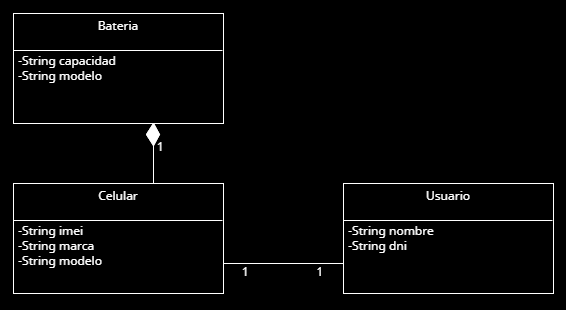 Bateria
-String capacidad
-String modelo
1
Celular
-String imei
-String marca
-String modelo
Usuario
-String nombre
-String dni
1
1